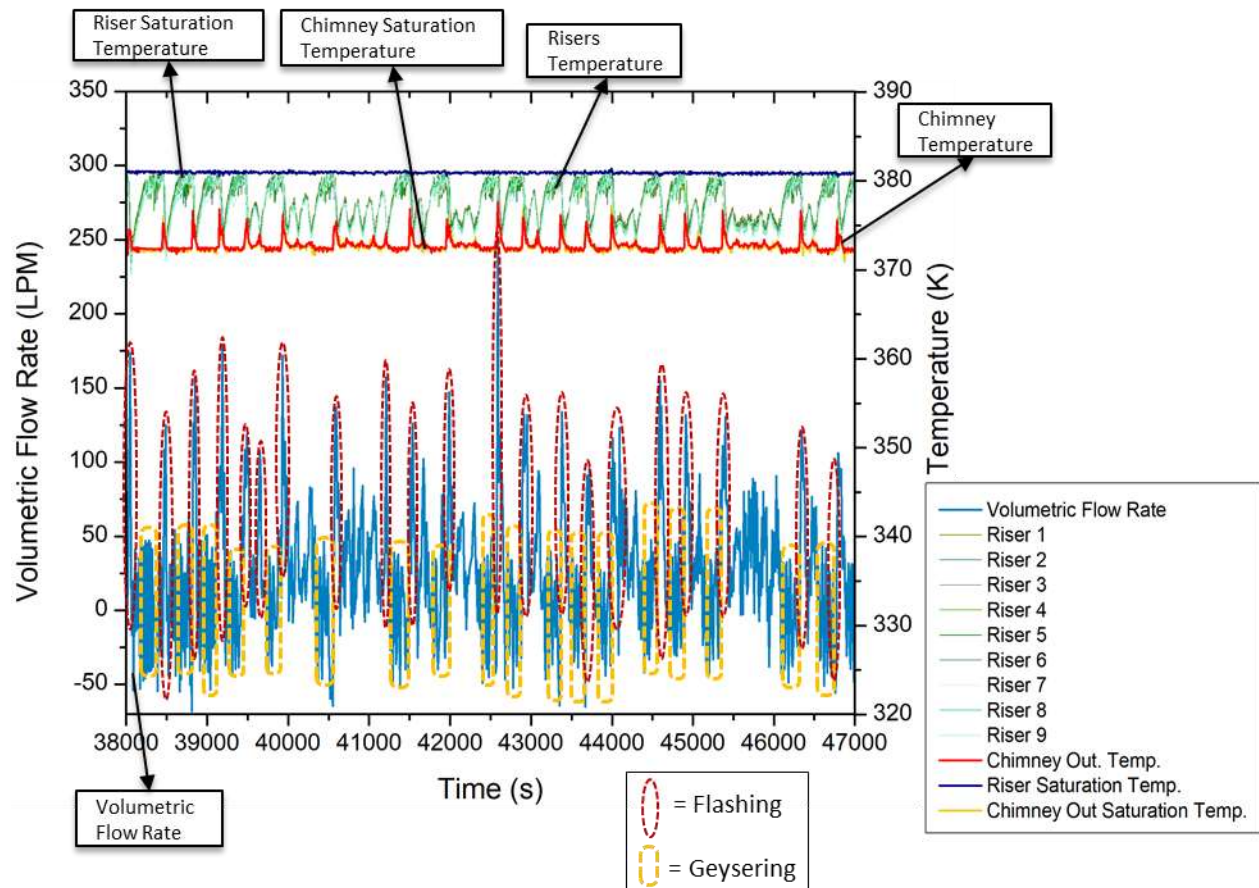 Riser Saturation
Temperature
Chimney Saturation
Temperature
Risers
Temperature
Chimney
Temperature
350
300
250
200
150
100
50
0
-50
Volumetric Flow Rate (LPM)
390
380
370
360
350
340
330
320
Temperature (K)
38000 39000 40000 41000 42000 43000 44000 45000 46000 47000
Time (s)
Volumetric
Flow Rate
= Flashing
= Geysering
Volumetric Flow Rate
Riser 1
Riser 2
Riser 3
Riser 4
Riser 5
Riser 6
Riser 7
Riser 8
Riser 9
Chimney Out. Temp.
Riser Saturation Temp.
Chimney Out Saturation Temp.